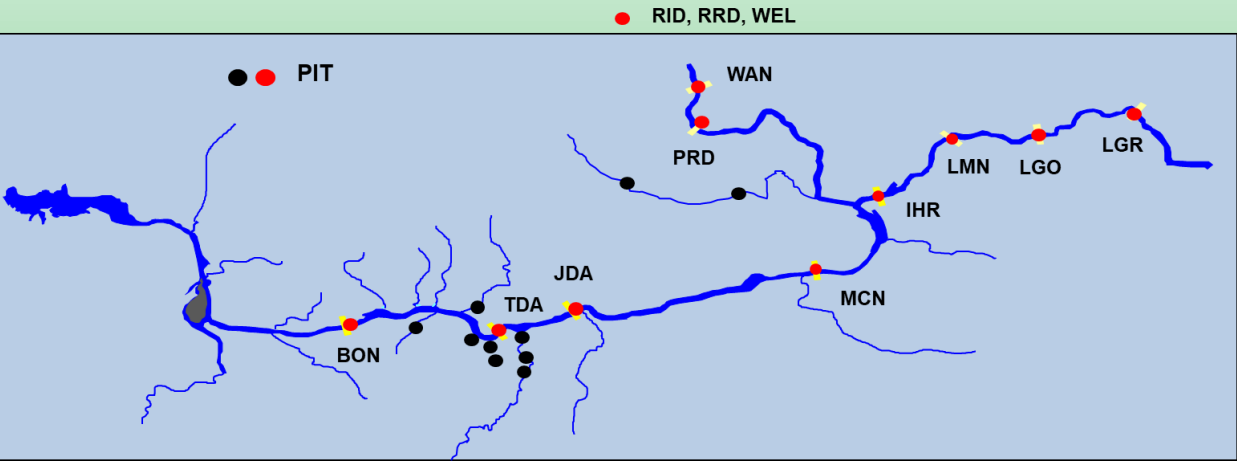 RID, RRD, WEL
PIT
WAN
PRD
LMN
LGO
LGR
IHR
JDA
TDA
MCN
BON